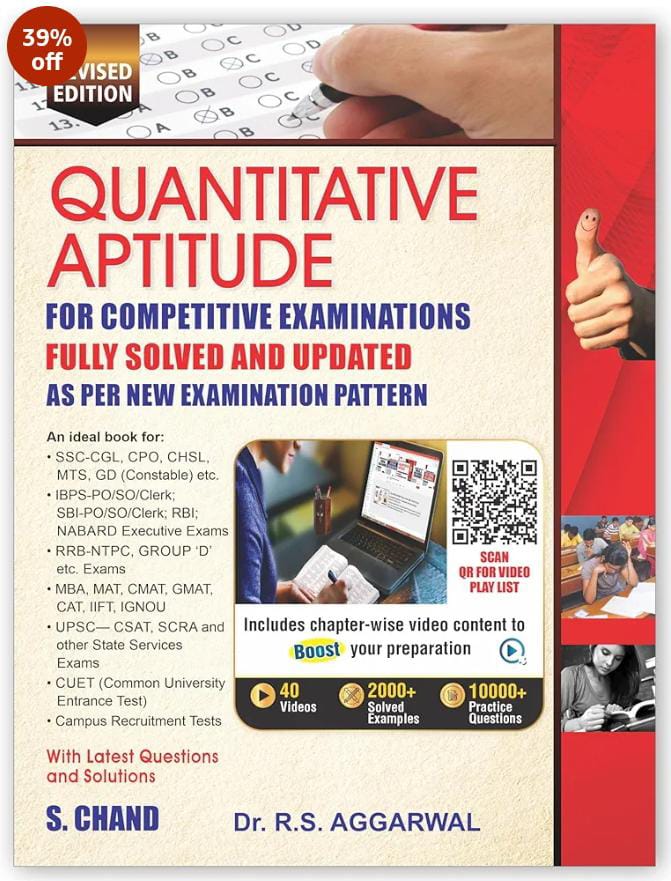 39%
off
REVISED
EDITION
11.
12.
13.
A
B
C
QUANTITATIVE
APTITUDE
FOR COMPETITIVE EXAMINATIONS
FULLY SOLVED AND UPDATED
AS PER NEW EXAMINATION PATTERN
An ideal book for:
• SSC-CGL, CPO, CHSL,
MTS, GD (Constable) etc.
• IBPS-PO/SO/Clerk;
SBI-PO/SO/Clerk; RBI;
NABARD Executive Exams
• RRB-NTPC, GROUP ‘D’
etc. Exams
• MBA, MAT, CMAT, GMAT,
CAT, IIFT, IGNOU
• UPSC— CSAT, SCRA and
other State Services
Exams
• CUET (Common University
Entrance Test)
• Campus Recruitment Tests
SCAN
QR FOR VIDEO
PLAY LIST
Includes chapter-wise video content to
Boost your preparation
40
Videos
2000+
Solved
Examples
10000+
Practice
Questions
With Latest Questions
and Solutions
S. CHAND
Dr. R.S. AGGARWAL